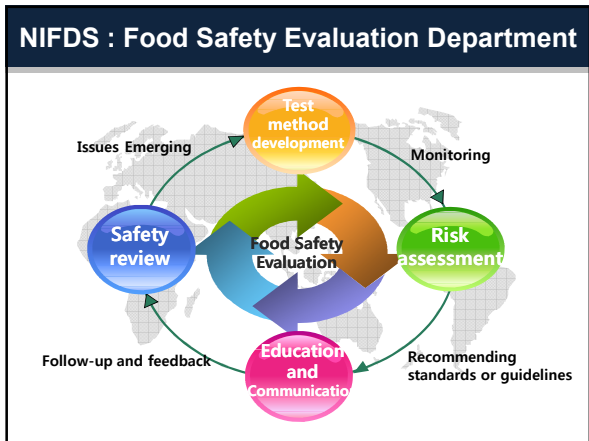 NIFDS : Food Safety Evaluation Department
Test
method
development
Issues Emerging
Monitoring
Safety
review
Food Safety
Evaluation
Risk
assessment
Follow-up and feedback
Education
and
Communicatio
Recommending
standards or guidelines